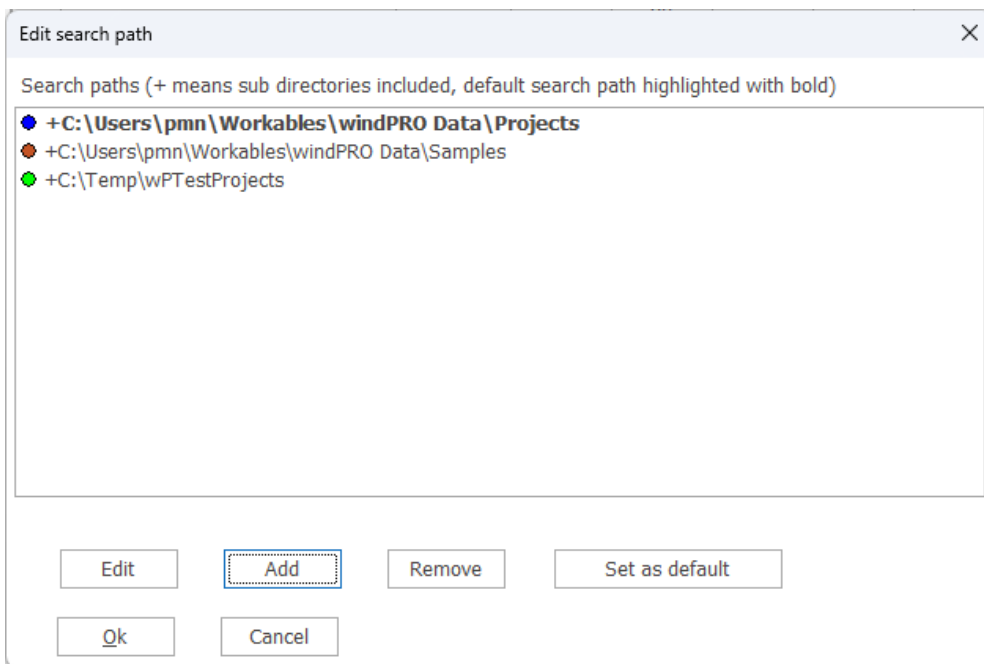 Edit search path
Search paths (+ means sub directories included, default search path highlighted with bold)
+C:\Users\pmn\Workables\windPRO Data\Projects
+C:\Users\pmn\Workables\windPRO Data\Samples
+C:\Temp\wPTestProjects
Edit Add Remove Set as default
Ok Cancel